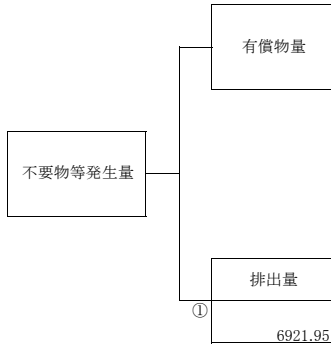 有償物量
不要物等発生量
排出量
①
6921.95